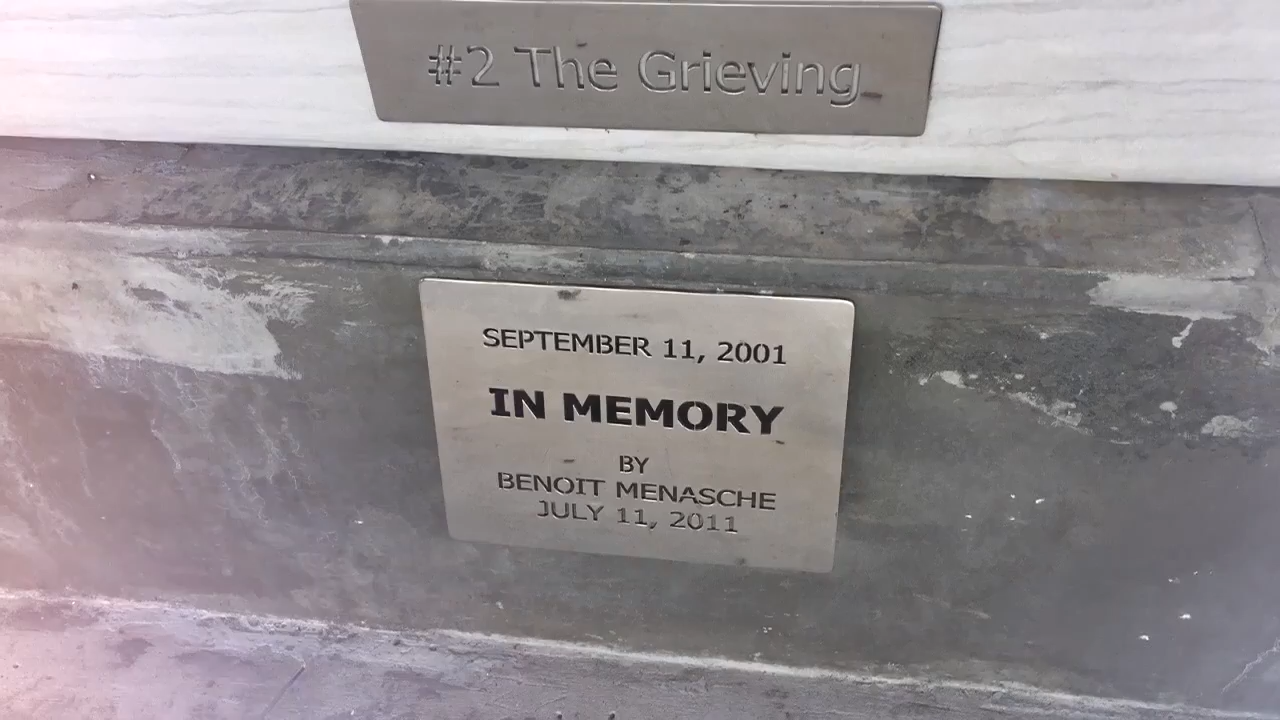 #2 The Grieving
SEPTEMBER 11, 2001
IN MEMORY
BY
BENOIT MENASCHE
JULY 11, 2011